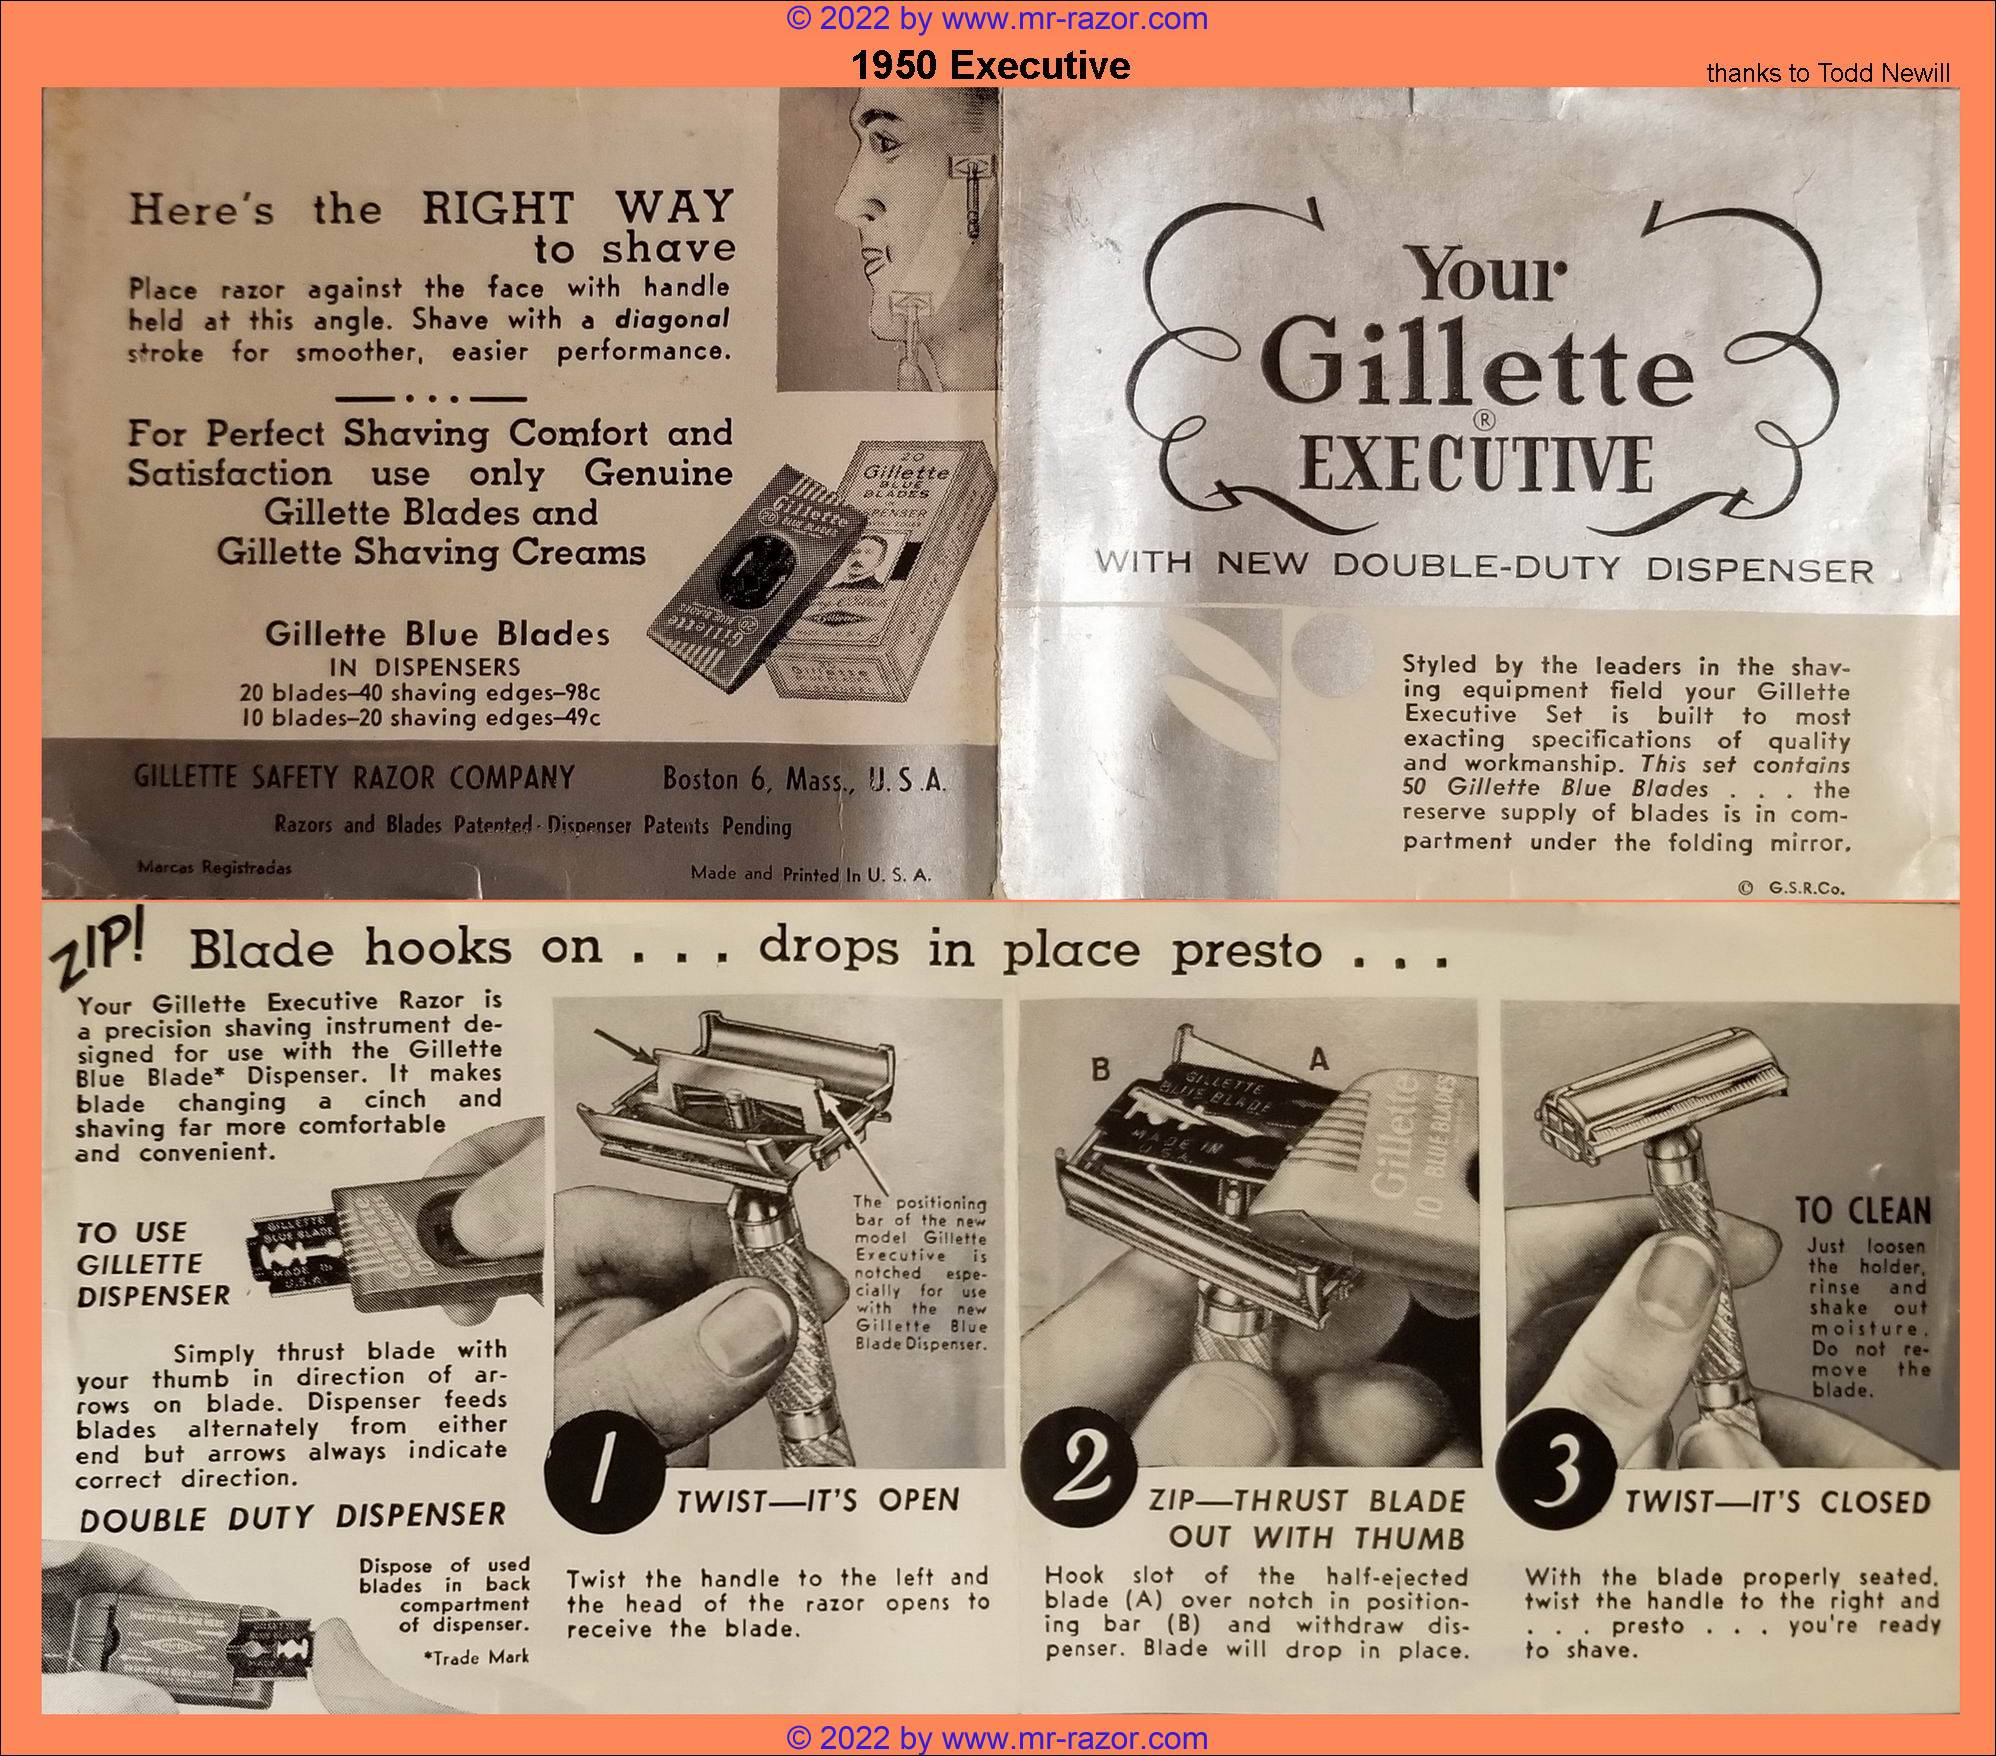 © 2022 by www.mr-razor.com
1950 Executive
thanks to Todd Newill
Here's the RIGHT WAY
to shave
Place razor against the face with handle
held at this angle. Shave with a diagonal
stroke for smoother, easier performance.
For Perfect Shaving Comfort and
Satisfaction use only Genuine
Gillette Blades and
Gillette Shaving Creams
20
Gillette
BLUE
BLADES
Gillette
Gillette
Gillette Blue Blades
IN DISPENSERS
20 blades–40 shaving edges–98c
10 blades–20 shaving edges–49c
GILLETTE SAFETY RAZOR COMPANY Boston 6, Mass., U. S .A.
Razors and Blades Patented - Dispenser Patents Pending
Marcas Registradas
Made and Printed In U. S. A.
Your
Gillette
®
EXECUTIVE
WITH NEW DOUBLE-DUTY DISPENSER
Styled by the leaders in the shav-
ing equipment field your Gillette
Executive Set is built to most
exacting specifications of quality
and workmanship. This set contains
50 Gillette Blue Blades . . . the
reserve supply of blades is in com-
partment under the folding mirror.
© G.S.R.Co.
ZIP! Blade hooks on . . . drops in place presto . . .
Your Gillette Executive Razor is
a precision shaving instrument de-
signed for use with the Gillette
Blue Blade* Dispenser. It makes
blade changing a cinch and
shaving far more comfortable
and convenient.
TO USE
GILLETTE
DISPENSER
GILLETTE
BLUE BLADE
MADE IN
U.S.A.
Simply thrust blade with
your thumb in direction of ar-
rows on blade. Dispenser feeds
blades alternately from either
end but arrows always indicate
correct direction.
DOUBLE DUTY DISPENSER
Dispose of used
blades in back
compartment
of dispenser.
*Trade Mark
The positioning
bar of the new
model Gillette
Executive is
notched espe-
cially for use
with the new
Gillette Blue
Blade Dispenser.
1
TWIST—IT'S OPEN
Twist the handle to the left and
the head of the razor opens to
receive the blade.
B
A
GILLETTE
BLUE BLADE
MADE IN
U.S.A.
Gillette
10 BLUE BLADES
2
ZIP—THRUST BLADE
OUT WITH THUMB
Hook slot of the half-ejected
blade (A) over notch in position-
ing bar (B) and withdraw dis-
penser. Blade will drop in place.
TO CLEAN
Just loosen
the holder,
rinse and
shake out
moisture.
Do not re-
move the
blade.
3
TWIST—IT'S CLOSED
With the blade properly seated,
twist the handle to the right and
. . . presto . . . you're ready
to shave.
© 2022 by www.mr-razor.com